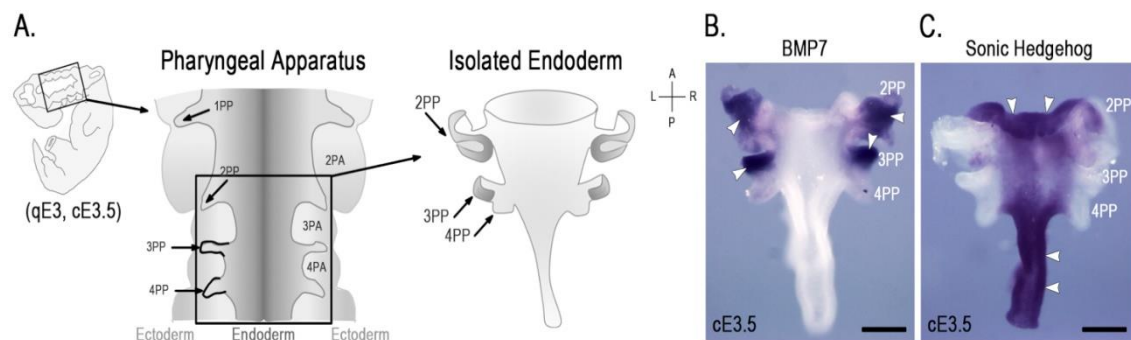 A.
Pharyngeal Apparatus
Isolated Endoderm
(qE3, cE3.5)
1PP
2PA
2PP
3PA
3PP
4PA
4PP
Ectoderm
Endoderm
Ectoderm
2PP
3PP
4PP
A
L
R
P
B.
BMP7
2PP
3PP
4PP
cE3.5
C.
Sonic Hedgehog
2PP
3PP
4PP
cE3.5